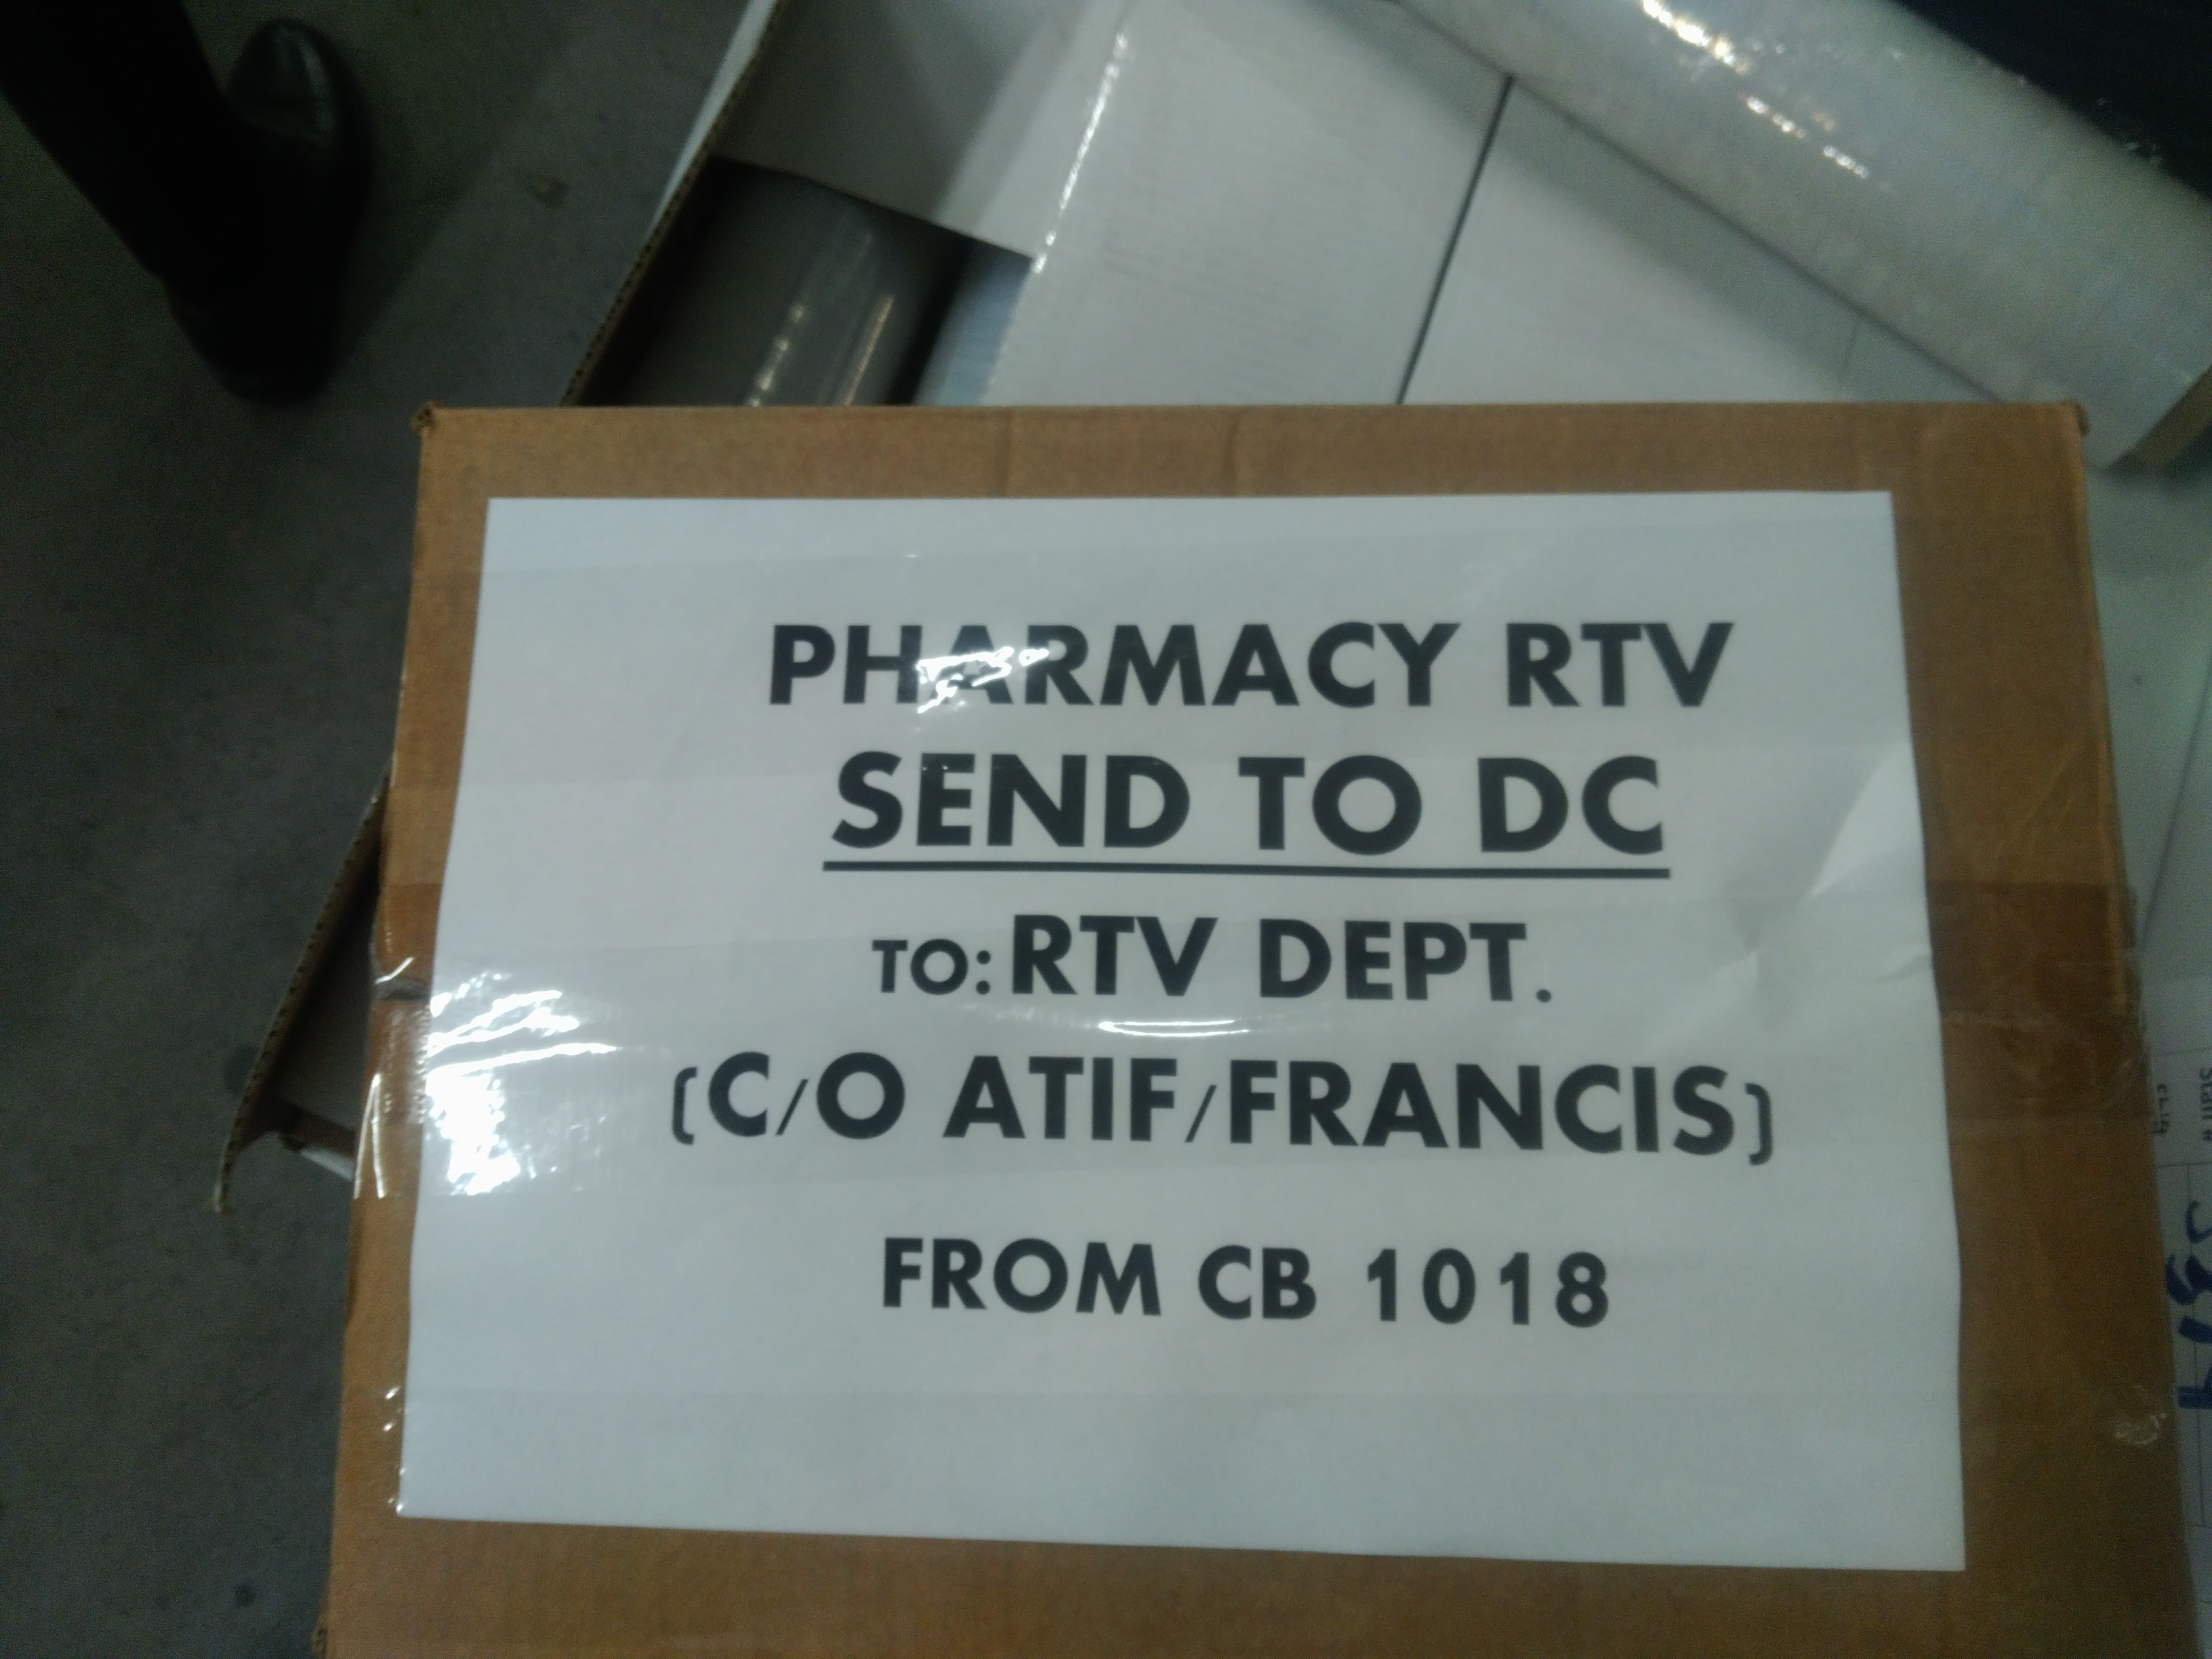 PHARMACY RTV
SEND TO DC
TO: RTV DEPT.
(C/O ATIF/FRANCIS)
FROM CB 1018